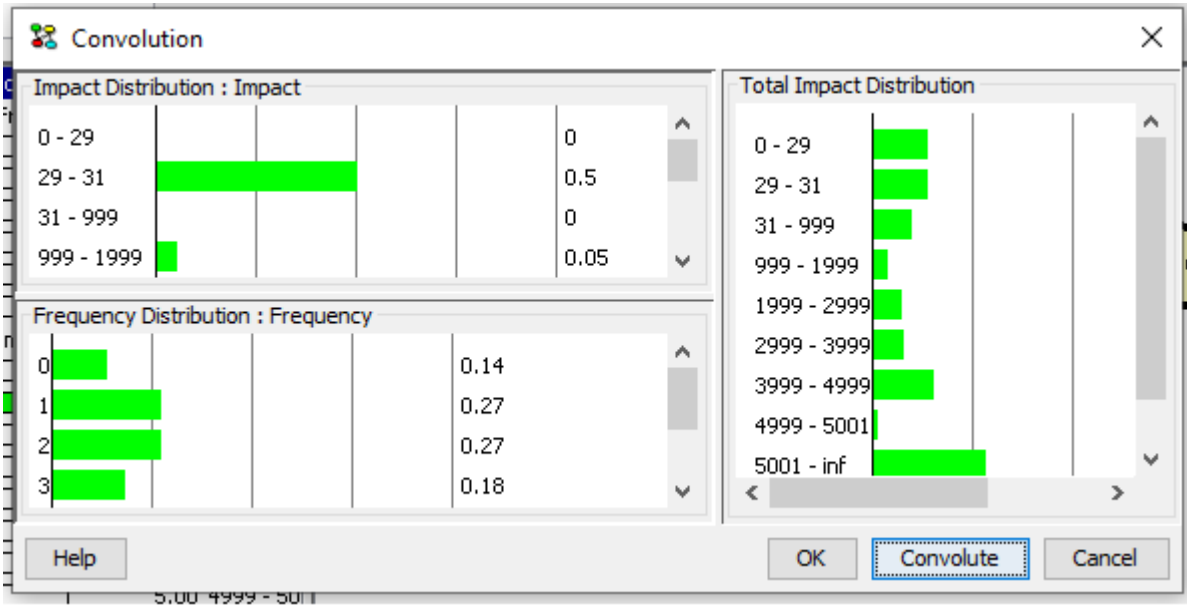 Convolution
Impact Distribution : Impact
0 - 29 0
29 - 31 0.5
31 - 999 0
999 - 1999 0.05
Frequency Distribution : Frequency
0 0.14
1 0.27
2 0.27
3 0.18
Total Impact Distribution
0 - 29
29 - 31
31 - 999
999 - 1999
1999 - 2999
2999 - 3999
3999 - 4999
4999 - 5001
5001 - inf
Help
OK
Convolute
Cancel